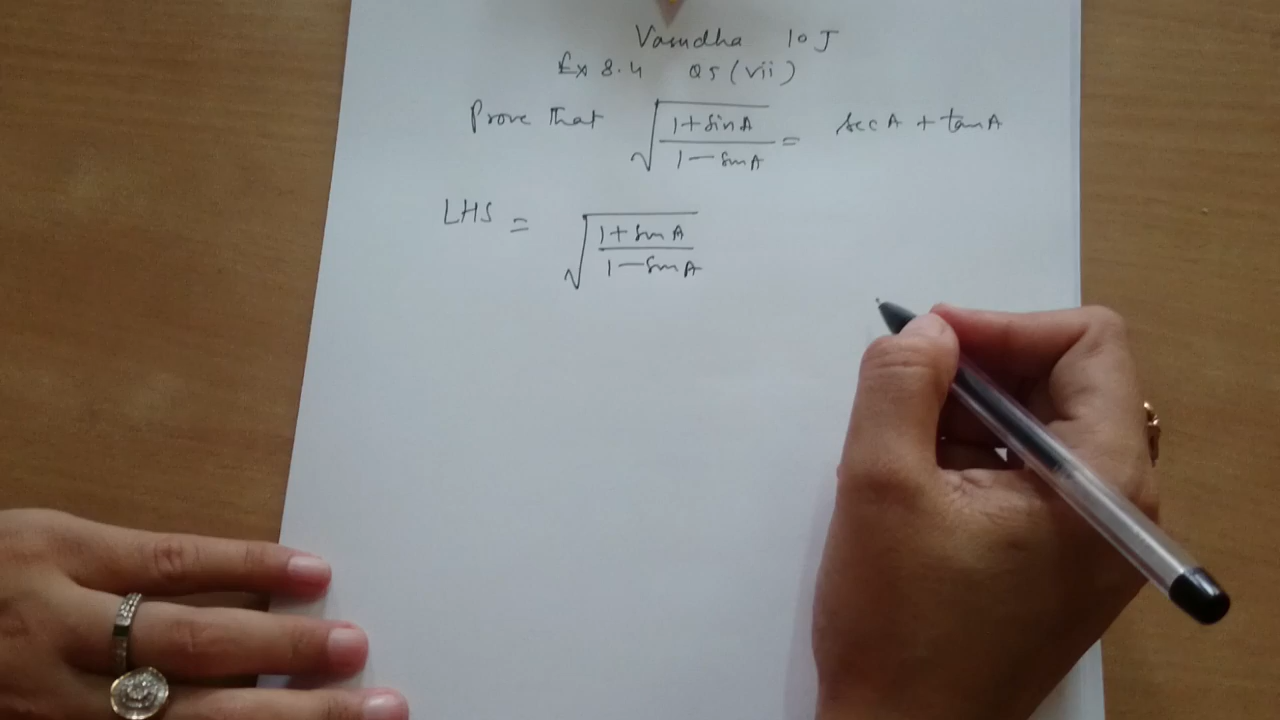 Vasudha 10 J
Ex 8.4 Q5 (vii)
Prove that √((1+sinA)/(1-sinA)) = secA + tanA
LHS = √((1+sinA)/(1-sinA))